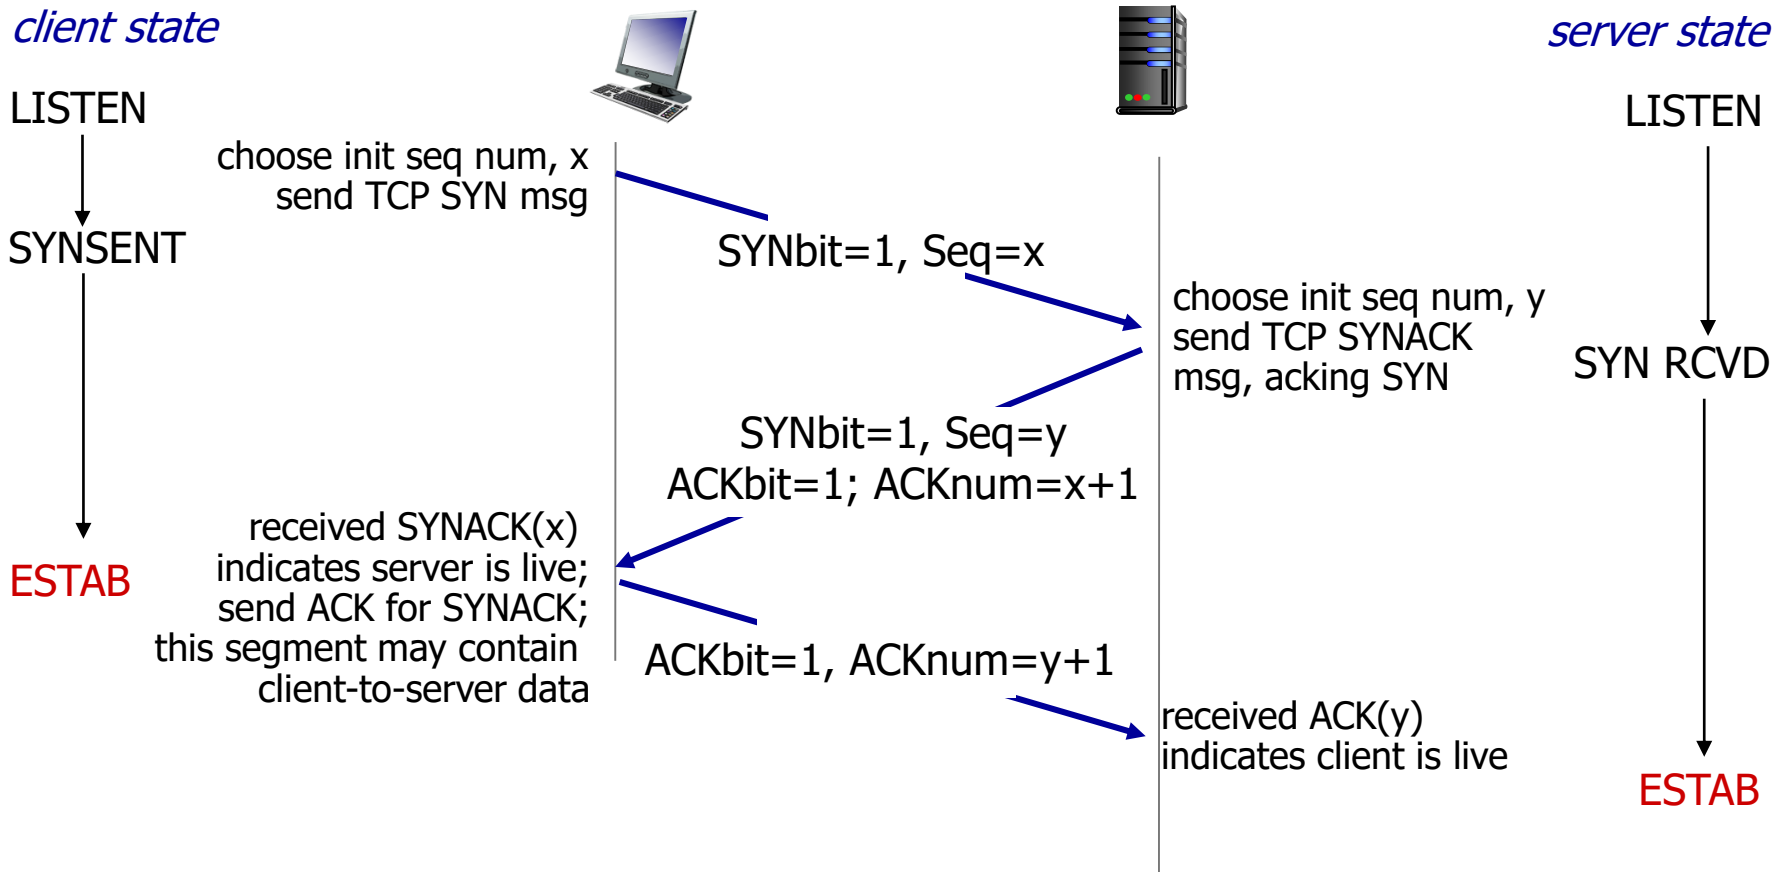 client state
server state
LISTEN
LISTEN
choose init seq num, x
send TCP SYN msg
SYNSENT
SYNbit=1, Seq=x
choose init seq num, y
send TCP SYNACK
msg, acking SYN
SYN RCVD
SYNbit=1, Seq=y
ACKbit=1; ACKnum=x+1
received SYNACK(x)
indicates server is live;
send ACK for SYNACK;
this segment may contain
client-to-server data
ESTAB
ACKbit=1, ACKnum=y+1
received ACK(y)
indicates client is live
ESTAB